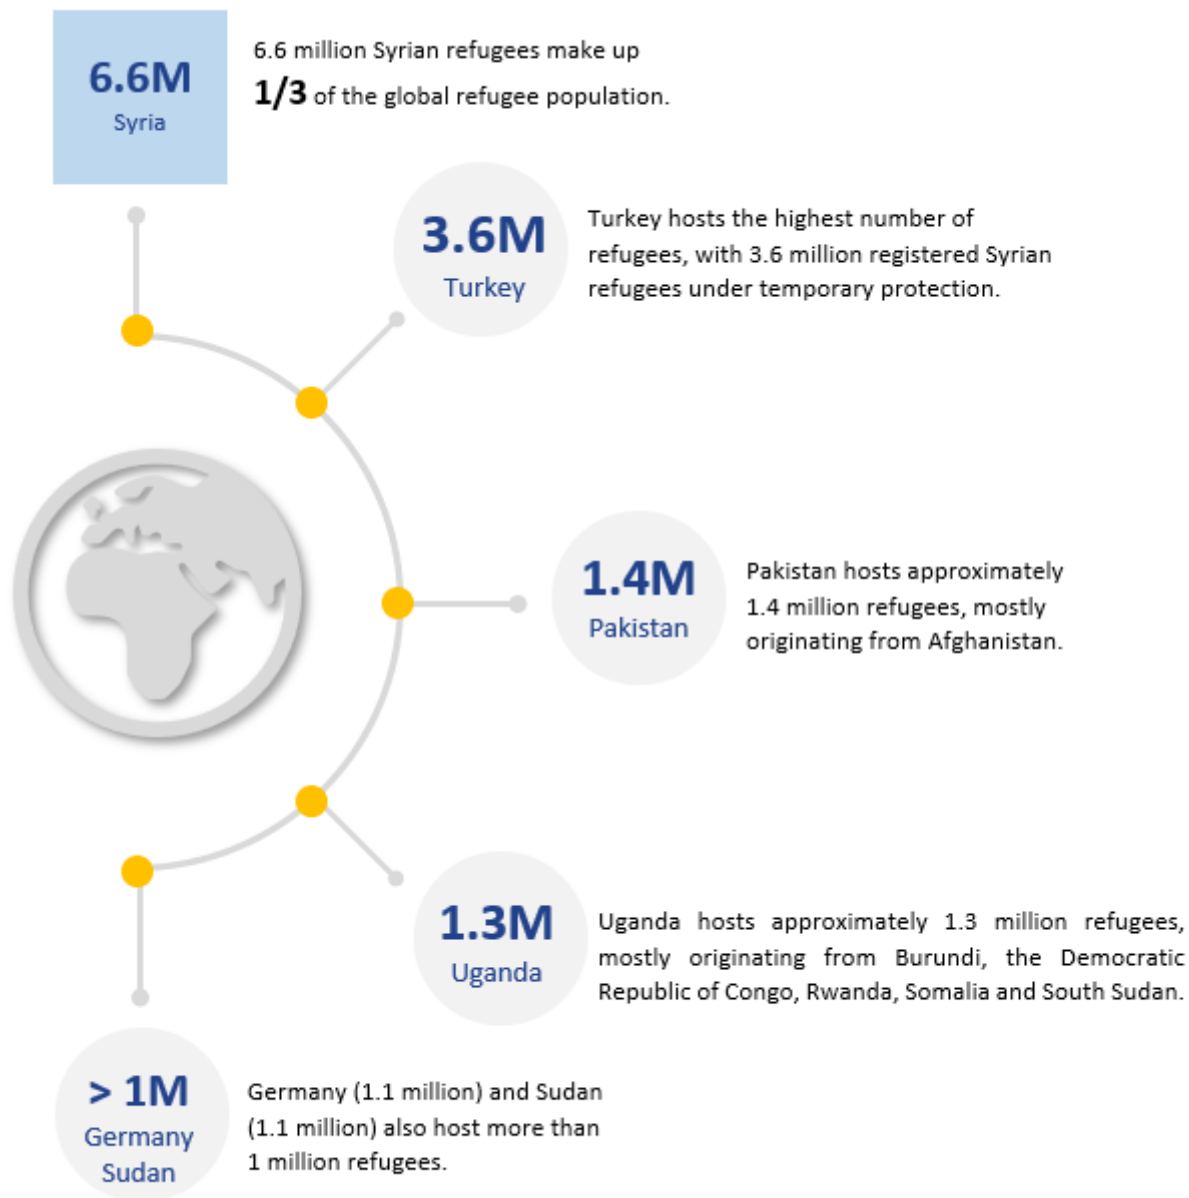 6.6M
Syria
6.6 million Syrian refugees make up
1/3 of the global refugee population.
3.6M
Turkey
Turkey hosts the highest number of
refugees, with 3.6 million registered Syrian
refugees under temporary protection.
1.4M
Pakistan
Pakistan hosts approximately
1.4 million refugees, mostly
originating from Afghanistan.
1.3M
Uganda
Uganda hosts approximately 1.3 million refugees,
mostly originating from Burundi, the Democratic
Republic of Congo, Rwanda, Somalia and South Sudan.
> 1M
Germany
Sudan
Germany (1.1 million) and Sudan
(1.1 million) also host more than
1 million refugees.